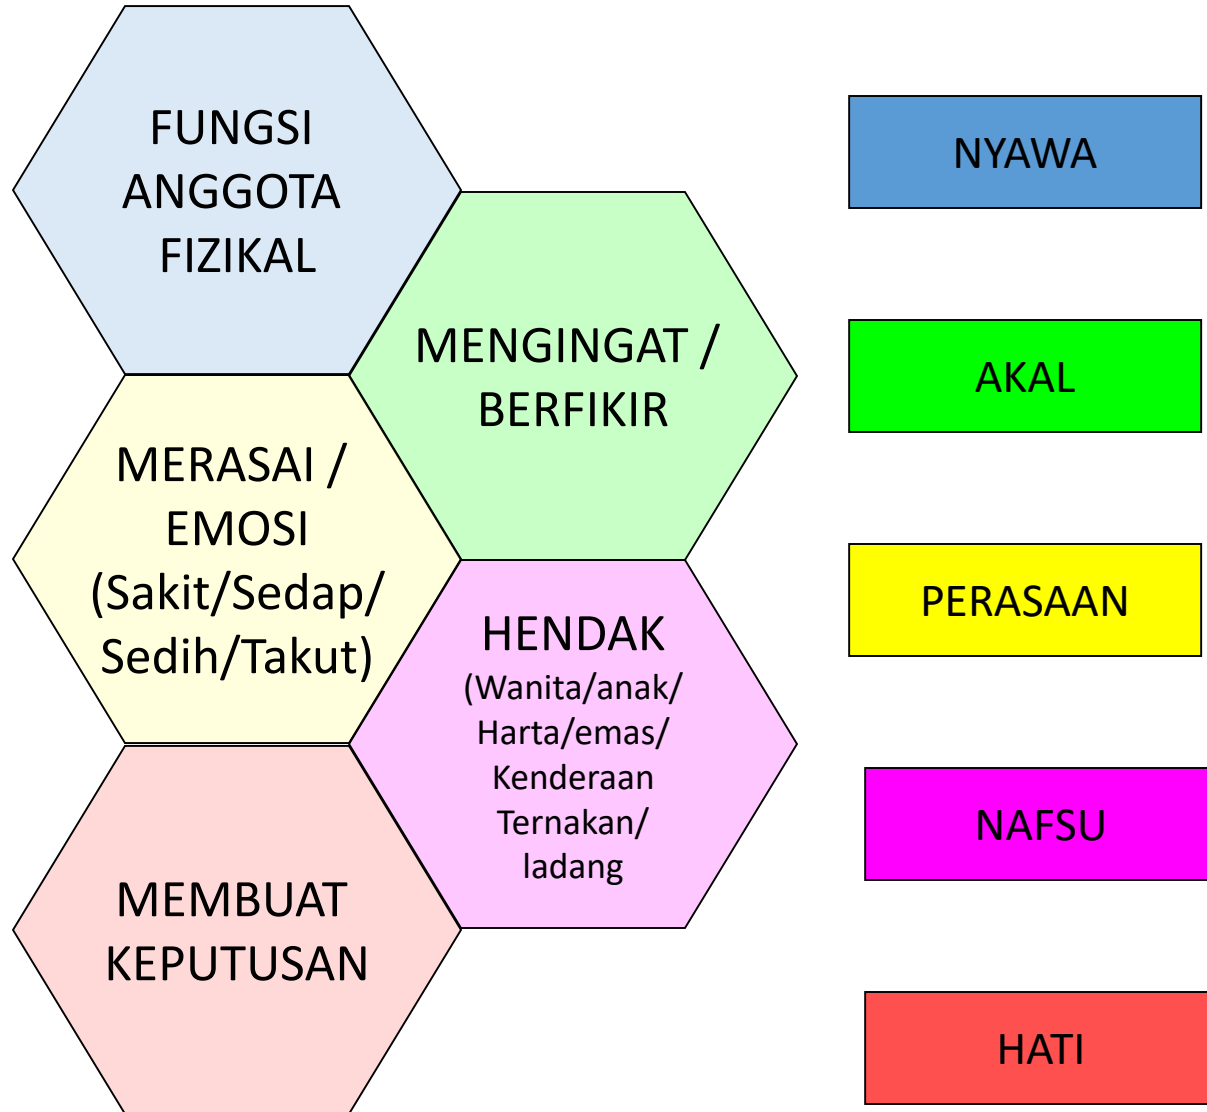 FUNGSI
ANGGOTA
FIZIKAL
MENGINGAT /
BERFIKIR
MERASAI /
EMOSI
(Sakit/Sedap/
Sedih/Takut)
HENDAK
(Wanita/anak/
Harta/emas/
Kenderaan
Ternakan/
ladang
MEMBUAT
KEPUTUSAN
NYAWA
AKAL
PERASAAN
NAFSU
HATI